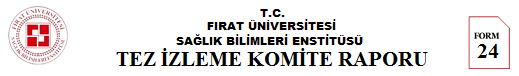 T.C.
FIRAT ÜNİVERSİTESİ
SAĞLIK BİLİMLERİ ENSTİTÜSÜ
TEZ İZLEME KOMİTE RAPORU
FORM
24